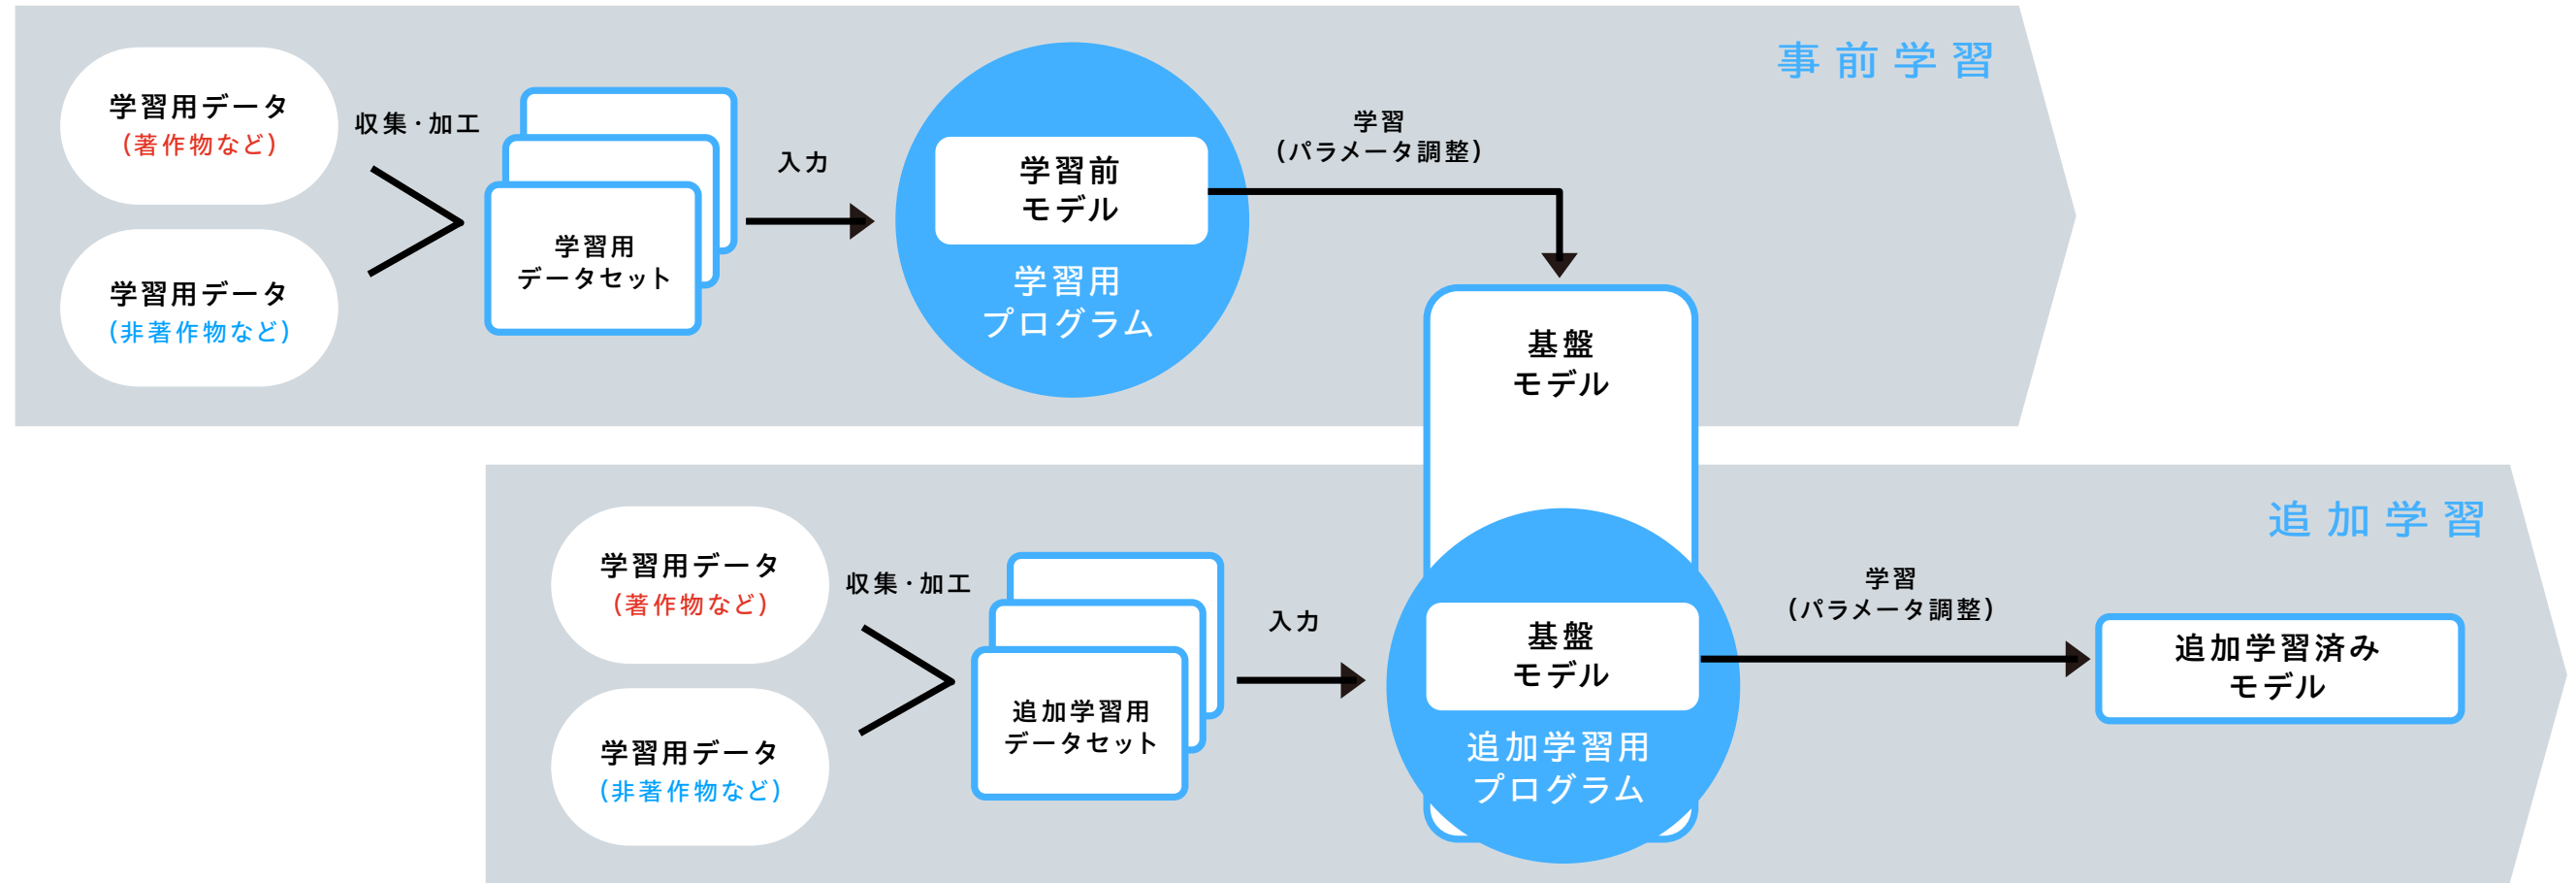 事前学習
学習用データ
（著作物など）
学習用データ
（非著作物など）
収集・加工
学習用
データセット
入力
学習前
モデル
学習用
プログラム
学習
（パラメータ調整）
基盤
モデル
追加学習
学習用データ
（著作物など）
学習用データ
（非著作物など）
収集・加工
追加学習用
データセット
入力
基盤
モデル
追加学習用
プログラム
学習
（パラメータ調整）
追加学習済み
モデル